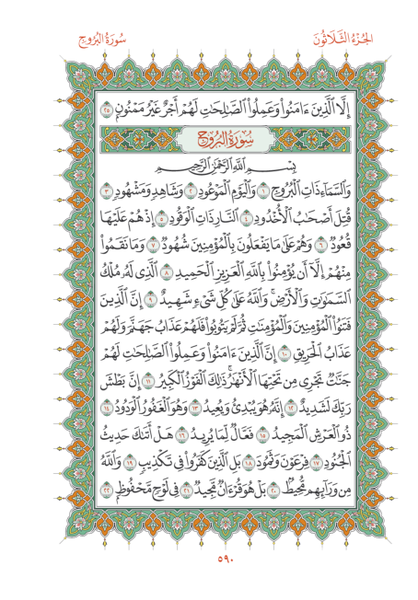 الجُزْءُ الثَّلَاثُونَ
سُورَةُ البُرُوجِ
إِلَّا ٱلَّذِينَ ءَامَنُوا۟ وَعَمِلُوا۟ ٱلصَّـٰلِحَـٰتِ لَهُمْ أَجْرٌ غَيْرُ مَمْنُونٍۭ ٢٥
سُورَةُ البُرُوجِ
بِسْمِ ٱللَّهِ ٱلرَّحْمَـٰنِ ٱلرَّحِيمِ
وَٱلسَّمَآءِ ذَاتِ ٱلْبُرُوجِ ١ وَٱلْيَوْمِ ٱلْمَوْعُودِ ٢ وَشَاهِدٍ وَمَشْهُودٍ ٣
قُتِلَ أَصْحَـٰبُ ٱلْأُخْدُودِ ٤ ٱلنَّارِ ذَاتِ ٱلْوَقُودِ ٥ إِذْ هُمْ عَلَيْهَا
قُعُودٌ ٦ وَهُمْ عَلَىٰ مَا يَفْعَلُونَ بِٱلْمُؤْمِنِينَ شُهُودٌ ٧ وَمَا نَقَمُوا۟
مِنْهُمْ إِلَّآ أَن يُؤْمِنُوا۟ بِٱللَّهِ ٱلْعَزِيزِ ٱلْحَمِيدِ ٨ ٱلَّذِى لَهُۥ مُلْكُ
ٱلسَّمَـٰوَٰتِ وَٱلْأَرْضِ ۚ وَٱللَّهُ عَلَىٰ كُلِّ شَىْءٍ شَهِيدٌ ٩ إِنَّ ٱلَّذِينَ
فَتَنُوا۟ ٱلْمُؤْمِنِينَ وَٱلْمُؤْمِنَـٰتِ ثُمَّ لَمْ يَتُوبُوا۟ فَلَهُمْ عَذَابُ جَهَنَّمَ وَلَهُمْ
عَذَابُ ٱلْحَرِيقِ ١٠ إِنَّ ٱلَّذِينَ ءَامَنُوا۟ وَعَمِلُوا۟ ٱلصَّـٰلِحَـٰتِ لَهُمْ
جَنَّـٰتٌ تَجْرِى مِن تَحْتِهَا ٱلْأَنْهَـٰرُ ۚ ذَٰلِكَ ٱلْفَوْزُ ٱلْكَبِيرُ ١١ إِنَّ بَطْشَ
رَبِّكَ لَشَدِيدٌ ١٢ إِنَّهُۥ هُوَ يُبْدِئُ وَيُعِيدُ ١٣ وَهُوَ ٱلْغَفُورُ ٱلْوَدُودُ ١٤
ذُو ٱلْعَرْشِ ٱلْمَجِيدُ ١٥ فَعَّالٌ لِّمَا يُرِيدُ ١٦ هَلْ أَتَىٰكَ حَدِيثُ
ٱلْجُنُودِ ١٧ فِرْعَوْنَ وَثَمُودَ ١٨ بَلِ ٱلَّذِينَ كَفَرُوا۟ فِى تَكْذِيبٍ ١٩ وَٱللَّهُ
مِن وَرَآئِهِم مُّحِيطٌۢ ٢٠ بَلْ هُوَ قُرْءَانٌ مَّجِيدٌ ٢١ فِى لَوْحٍ مَّحْفُوظٍۭ ٢٢
٥٩٠